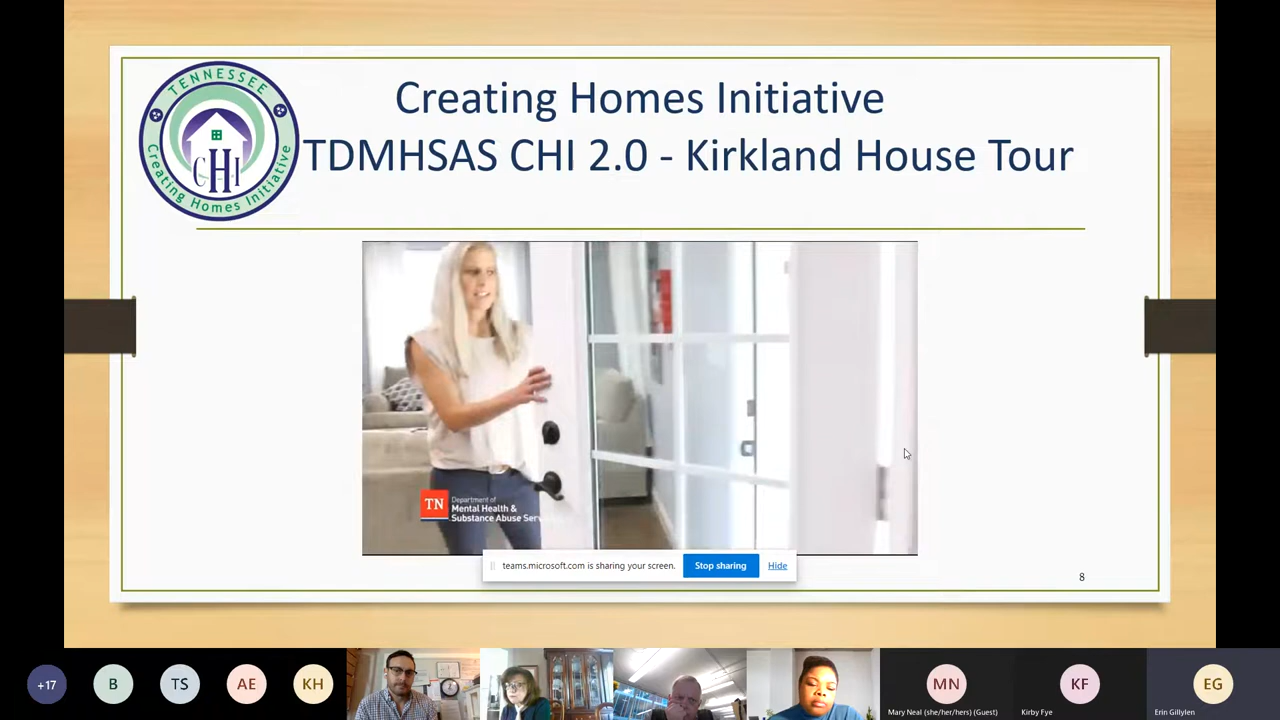 TENNESSEE
CHI
Creating Homes Initiative
Creating Homes Initiative
TDMHSAS CHI 2.0 - Kirkland House Tour
TN
Department of
Mental Health &
Substance Abuse Ser
teams.microsoft.com is sharing your screen.
Stop sharing
Hide
8
+17
B
TS
AE
KH
MN
KF
EG
Mary Neal (she/her/hers) (Guest)
Kirby Fye
Erin Gillylen